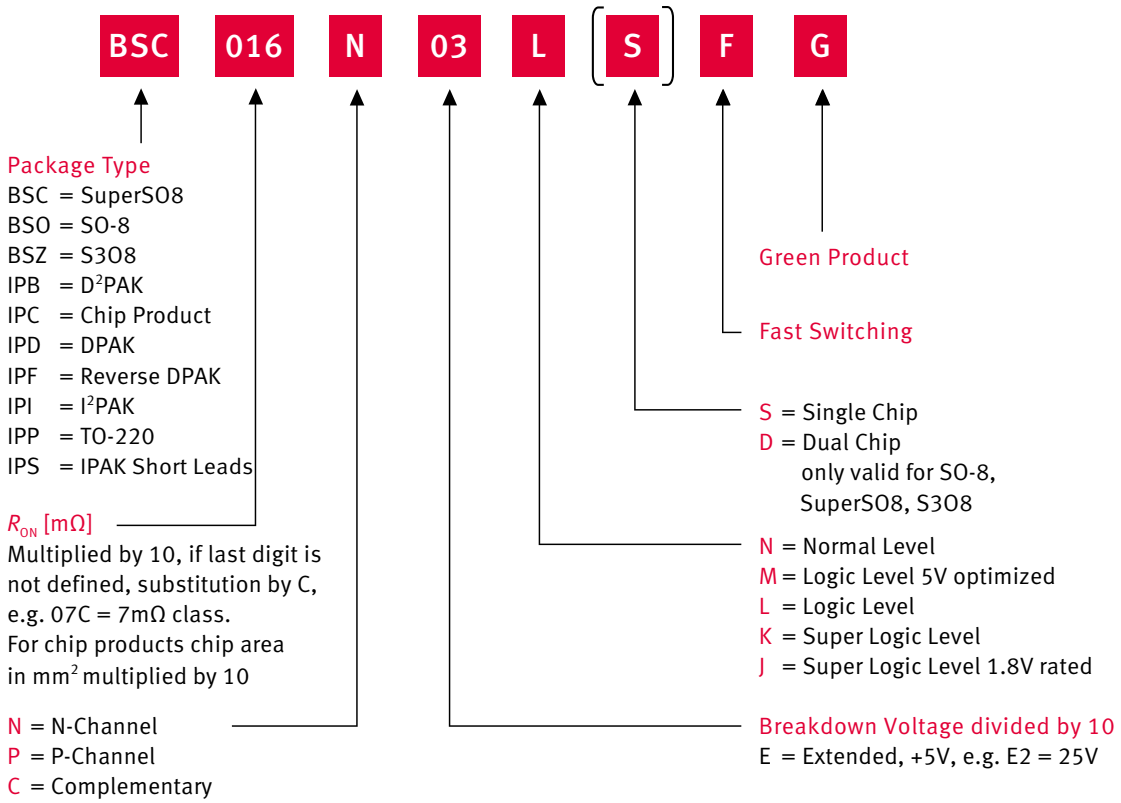 BSC 016 N 03 L [S] F G
Package Type
BSC = SuperSO8
BSO = SO-8
BSZ = S3O8
IPB = D²PAK
IPC = Chip Product
IPD = DPAK
IPF = Reverse DPAK
IPI = I²PAK
IPP = TO-220
IPS = IPAK Short Leads
R_ON [mΩ]
Multiplied by 10, if last digit is
not defined, substitution by C,
e.g. 07C = 7mΩ class.
For chip products chip area
in mm² multiplied by 10
N = N-Channel
P = P-Channel
C = Complementary
Green Product
Fast Switching
S = Single Chip
D = Dual Chip
only valid for SO-8,
SuperSO8, S3O8
N = Normal Level
M = Logic Level 5V optimized
L = Logic Level
K = Super Logic Level
J = Super Logic Level 1.8V rated
Breakdown Voltage divided by 10
E = Extended, +5V, e.g. E2 = 25V